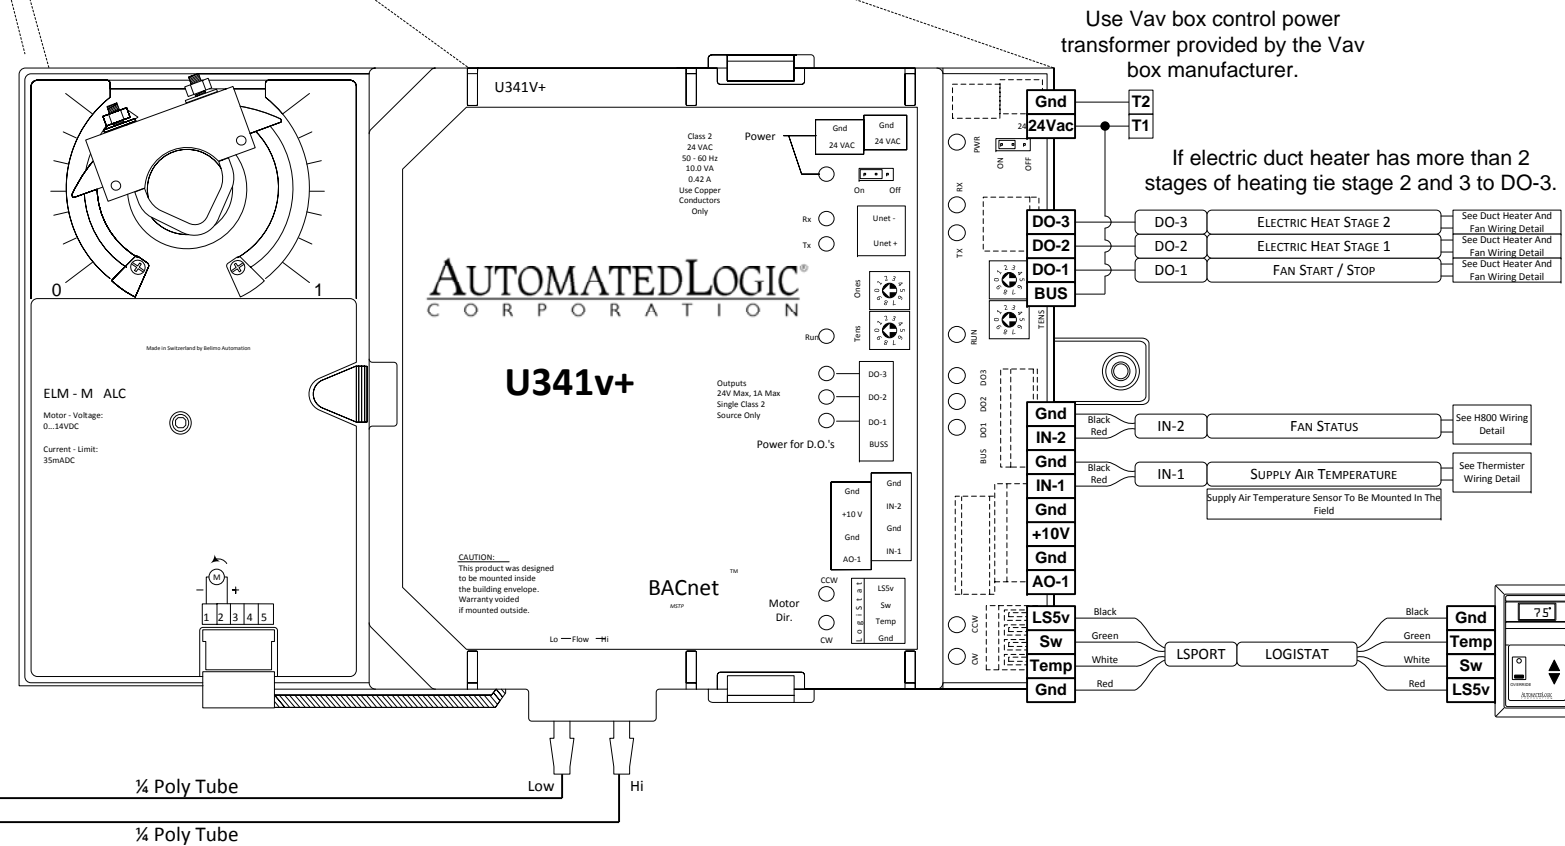 Use Vav box control power
transformer provided by the Vav
box manufacturer.
U341V+
Class 2
24 VAC
50 - 60 Hz
10.0 VA
0.42 A
Use Copper
Conductors
Only
Power
Gnd
24 VAC
Gnd
24 VAC
On
Off
Rx
Tx
Unet -
Unet +
AUTOMATEDLOGIC®
CORPORATION
Ones
Tens
Run
U341v+
Outputs
24V Max, 1A Max
Single Class 2
Source Only
Power for D.O.'s
DO-3
DO-2
DO-1
BUSS
Gnd
+10 V
Gnd
AO-1
Gnd
IN-2
Gnd
IN-1
CAUTION:
This product was designed
to be mounted inside
the building envelope.
Warranty voided
if mounted outside.
BACnet
TM
MSTP
Motor
Dir.
CCW
CW
LogiStat
LS5v
Sw
Temp
Gnd
Lo
Flow
Hi
0
1
Made in Switzerland by Belimo Automation
ELM - M ALC
Motor - Voltage:
0...14VDC
Current - Limit:
35mADC
M
- +
1 2 3 4 5
PWR
ON
OFF
RX
TX
TENS
RUN
DO3
DO2
DO1
BUS
CCW
CW
Gnd
T2
24
24Vac
T1
If electric duct heater has more than 2
stages of heating tie stage 2 and 3 to DO-3.
DO-3
DO-3
ELECTRIC HEAT STAGE 2
See Duct Heater And
Fan Wiring Detail
DO-2
DO-2
ELECTRIC HEAT STAGE 1
See Duct Heater And
Fan Wiring Detail
DO-1
DO-1
FAN START / STOP
See Duct Heater And
Fan Wiring Detail
BUS
Gnd
Black
IN-2
Red
IN-2
FAN STATUS
See H800 Wiring
Detail
Gnd
Black
IN-1
Red
IN-1
SUPPLY AIR TEMPERATURE
See Thermister
Wiring Detail
Supply Air Temperature Sensor To Be Mounted In The
Field
Gnd
+10V
Gnd
AO-1
LS5v
Black
Sw
Green
Temp
White
Gnd
Red
LSPORT
LOGISTAT
Black
Gnd
Green
Temp
White
Sw
Red
LS5v
75°
OVERRIDE
AUTOMATEDLOGIC
Low
Hi
¼ Poly Tube
¼ Poly Tube